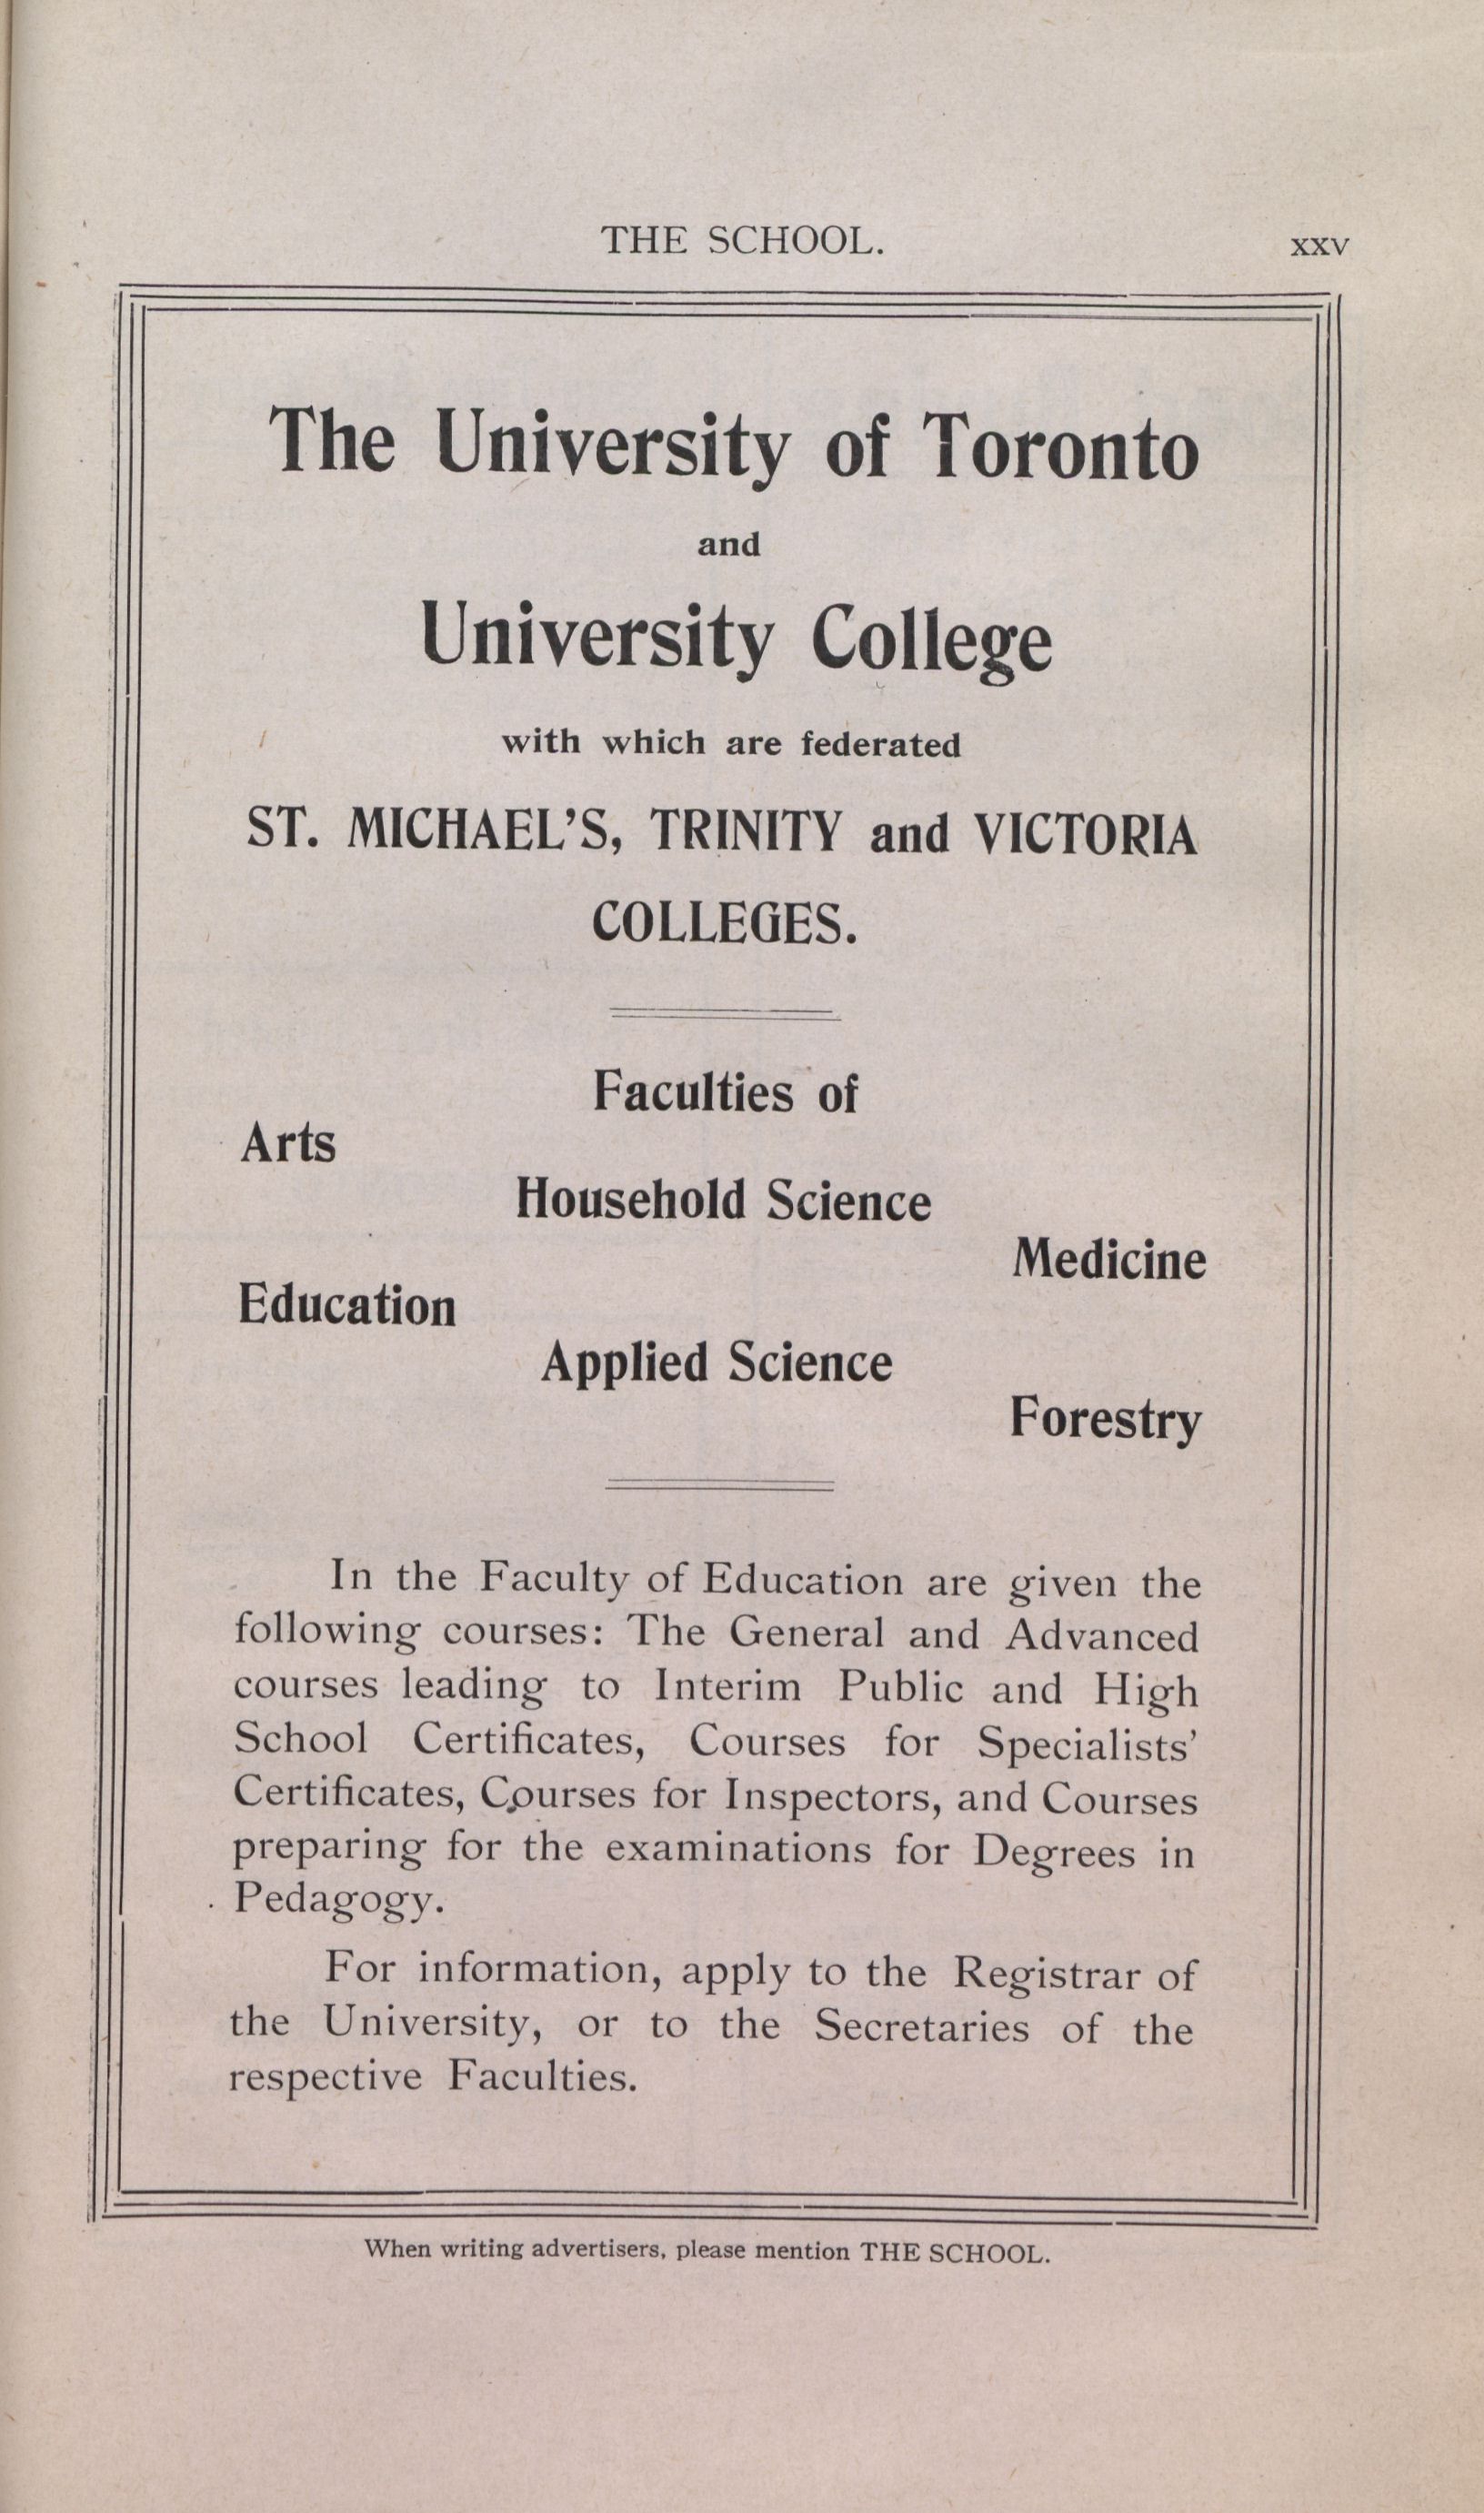 THE SCHOOL.
xxv
The University of Toronto
and
University College
with which are federated
ST. MICHAEL'S, TRINITY and VICTORIA
COLLEGES.
Faculties of
Arts
Household Science
Medicine
Education
Applied Science
Forestry
In the Faculty of Education are given the
following courses: The General and Advanced
courses leading to Interim Public and High
School Certificates, Courses for Specialists'
Certificates, Courses for Inspectors, and Courses
preparing for the examinations for Degrees in
Pedagogy.
For information, apply to the Registrar of
the University, or to the Secretaries of the
respective Faculties.
When writing advertisers, please mention THE SCHOOL.